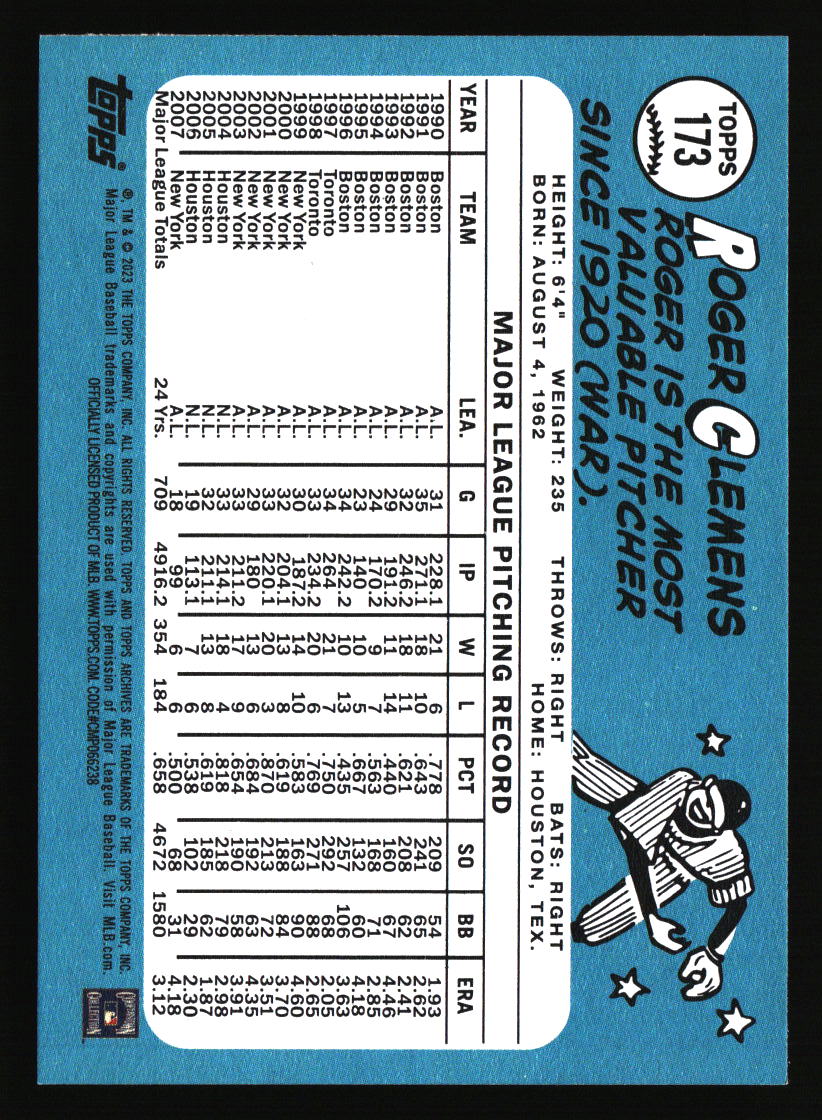 TOPPS
173
ROGER CLEMENS
ROGER IS THE MOST
VALUABLE PITCHER
SINCE 1920 (WAR).
HEIGHT: 6'4" WEIGHT: 235 THROWS: RIGHT BATS: RIGHT
BORN: AUGUST 4, 1962 HOME: HOUSTON, TEX.
MAJOR LEAGUE PITCHING RECORD
YEAR TEAM LEA. G IP W L PCT SO BB ERA
1990 Boston A.L. 31 228.1 21 6 .778 209 54 1.93
1991 Boston A.L. 35 271.1 18 10 .643 241 65 2.62
1992 Boston A.L. 32 246.2 18 11 .621 208 62 2.41
1993 Boston A.L. 29 191.2 11 14 .440 160 67 4.46
1994 Boston A.L. 24 170.2 9 7 .563 168 71 2.85
1995 Boston A.L. 23 140 10 5 .667 132 60 4.18
1996 Boston A.L. 34 242.2 10 13 .435 257 106 3.63
1997 Toronto A.L. 34 264 21 7 .750 292 68 2.05
1998 Toronto A.L. 33 234.2 20 6 .769 271 88 2.65
1999 New York A.L. 30 187.2 14 10 .583 163 90 4.60
2000 New York A.L. 32 204.1 13 8 .619 188 84 3.70
2001 New York A.L. 33 220.1 20 3 .870 213 72 3.51
2002 New York A.L. 29 180 13 6 .684 192 63 4.35
2003 New York A.L. 33 211.2 17 9 .654 190 58 3.91
2004 Houston N.L. 33 214.1 18 4 .818 218 79 2.98
2005 Houston N.L. 32 211.1 13 8 .619 185 62 1.87
2006 Houston N.L. 19 113.1 7 6 .538 102 29 2.30
2007 New York A.L. 18 99 6 6 .500 68 31 4.18
Major League Totals 24 Yrs. 709 4916.2 354 184 .658 4672 1580 3.12
topps®
®, TM & © 2023 THE TOPPS COMPANY, INC. ALL RIGHTS RESERVED. TOPPS AND TOPPS ARCHIVES ARE TRADEMARKS OF THE TOPPS COMPANY, INC.
Major League Baseball trademarks and copyrights are used with permission of Major League Baseball. Visit MLB.com.
OFFICIALLY LICENSED PRODUCT OF MLB. WWW.TOPPS.COM. CODE#CMP066238
COOPERSTOWN
COLLECTION